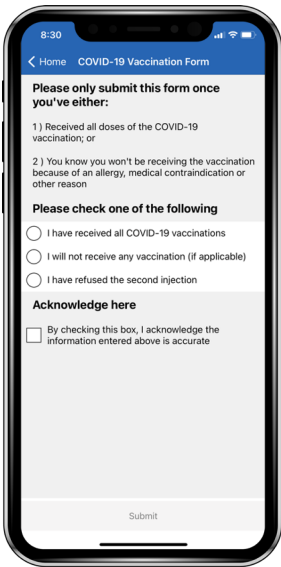 8:30
Home COVID-19 Vaccination Form
Please only submit this form once
you've either:
1 ) Received all doses of the COVID-19
vaccination; or
2 ) You know you won't be receiving the vaccination
because of an allergy, medical contraindication or
other reason
Please check one of the following
I have received all COVID-19 vaccinations
I will not receive any vaccination (if applicable)
I have refused the second injection
Acknowledge here
By checking this box, I acknowledge the
information entered above is accurate
Submit